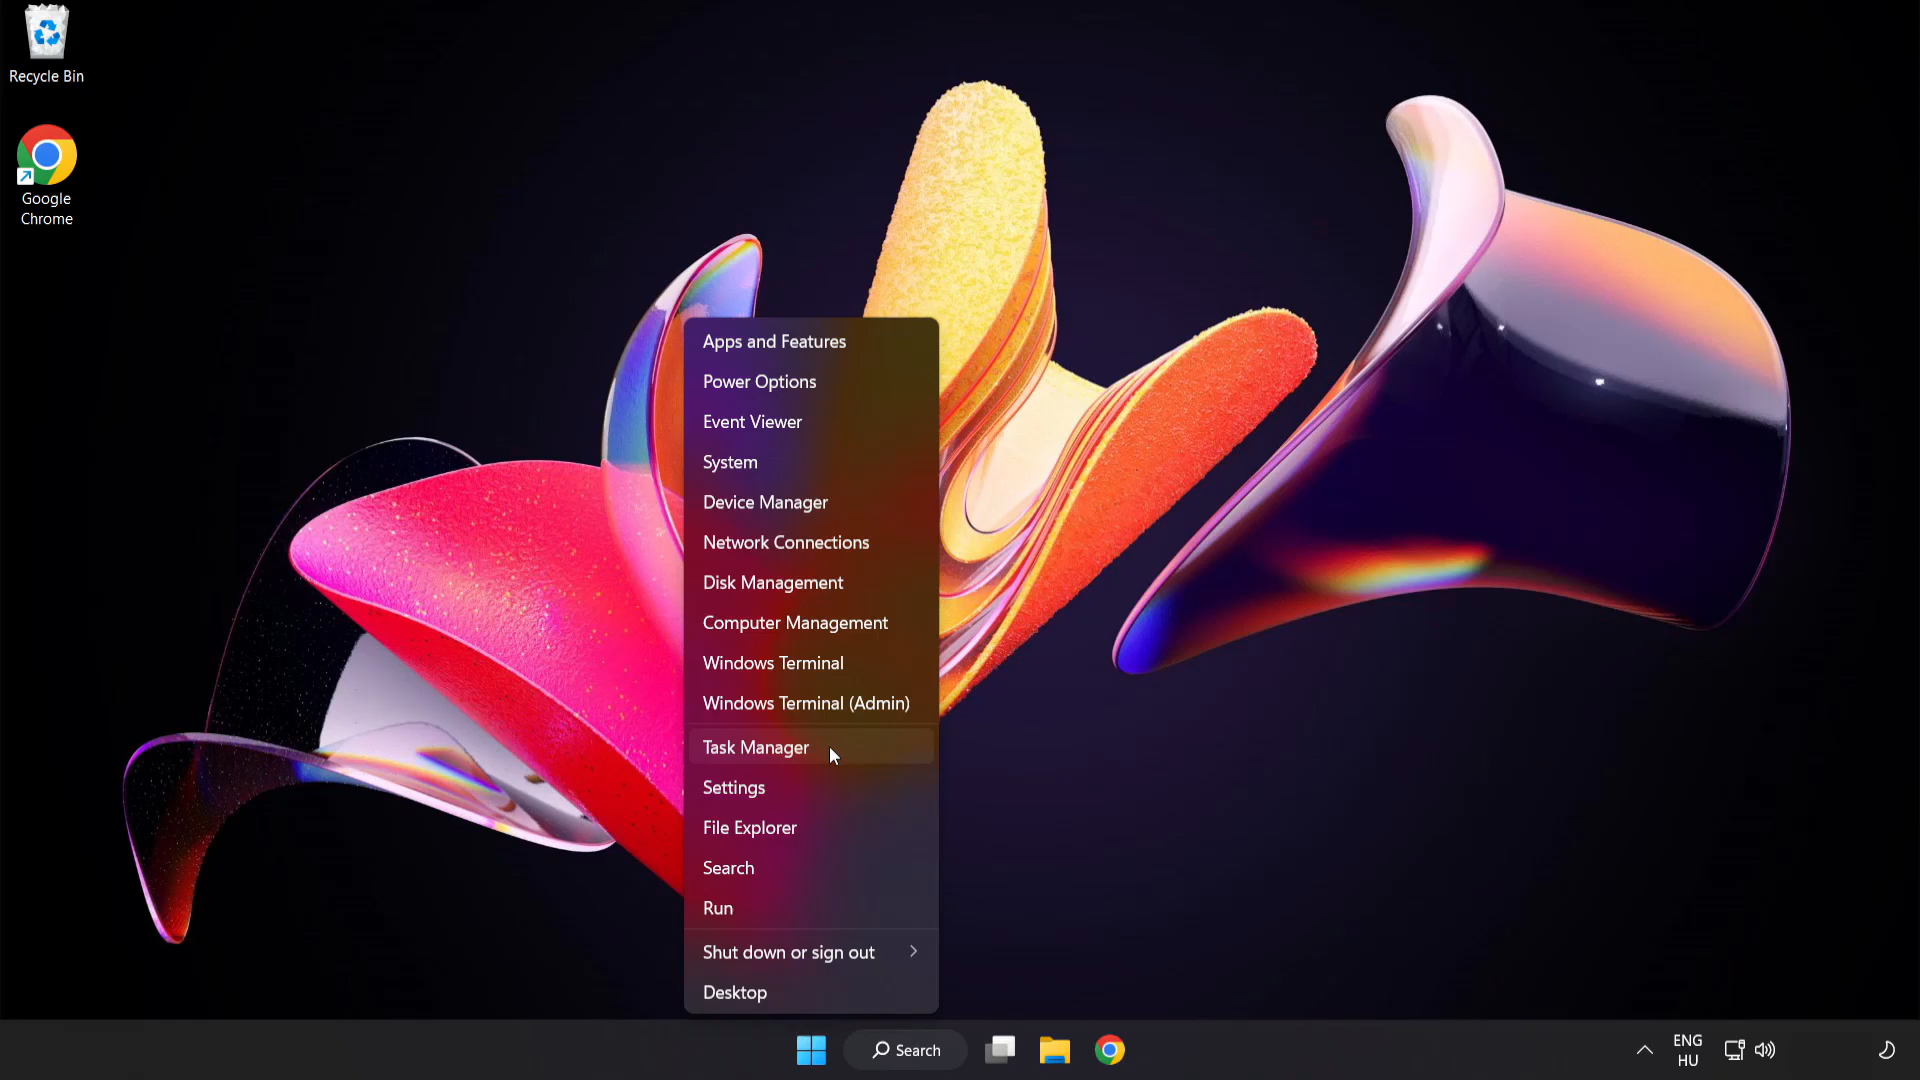 Recycle Bin
Google
Chrome
Apps and Features
Power Options
Event Viewer
System
Device Manager
Network Connections
Disk Management
Computer Management
Windows Terminal
Windows Terminal (Admin)
Task Manager
Settings
File Explorer
Search
Run
Shut down or sign out
Desktop
Search
ENG
HU